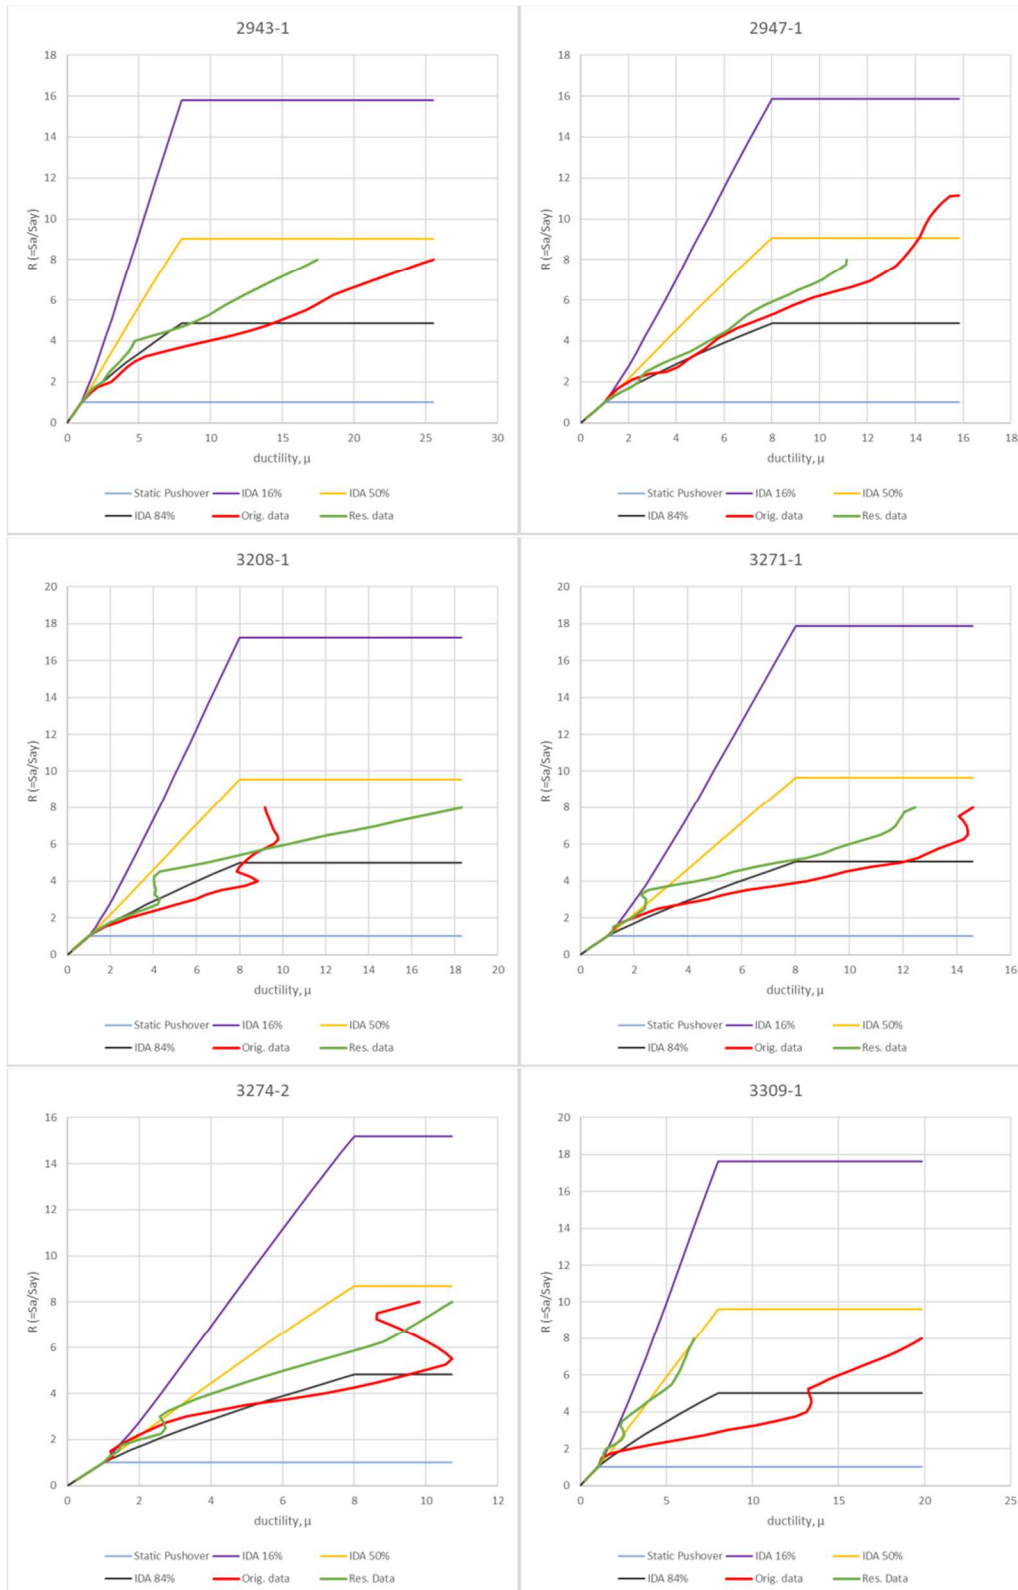 2943-1
18
16
14
12
10
8
6
4
2
0
R (=Sa/Say)
0 5 10 15 20 25 30
ductility, μ
Static Pushover IDA 16% IDA 50%
IDA 84% Orig. data Res. data
2947-1
18
16
14
12
10
8
6
4
2
0
R (=Sa/Say)
0 2 4 6 8 10 12 14 16 18
ductility, μ
Static Pushover IDA 16% IDA 50%
IDA 84% Orig. data Res. data
3208-1
20
18
16
14
12
10
8
6
4
2
0
R (=Sa/Say)
0 2 4 6 8 10 12 14 16 18 20
ductility, μ
Static Pushover IDA 16% IDA 50%
IDA 84% Orig. data Res. data
3271-1
20
18
16
14
12
10
8
6
4
2
0
R (=Sa/Say)
0 2 4 6 8 10 12 14 16
ductility, μ
Static Pushover IDA 16% IDA 50%
IDA 84% Orig. data Res. data
3274-2
16
14
12
10
8
6
4
2
0
R (=Sa/Say)
0 2 4 6 8 10 12
ductility, μ
Static Pushover IDA 16% IDA 50%
IDA 84% Orig. data Res. Data
3309-1
20
18
16
14
12
10
8
6
4
2
0
R (=Sa/Say)
0 5 10 15 20 25
ductility, μ
Static Pushover IDA 16% IDA 50%
IDA 84% Orig. data Res. data